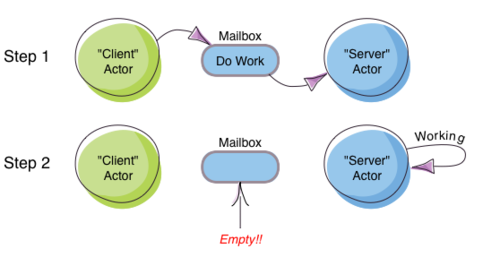 Step 1
"Client"
Actor
Mailbox
Do Work
"Server"
Actor
Step 2
"Client"
Actor
Mailbox
"Server"
Actor
Working
Empty!!